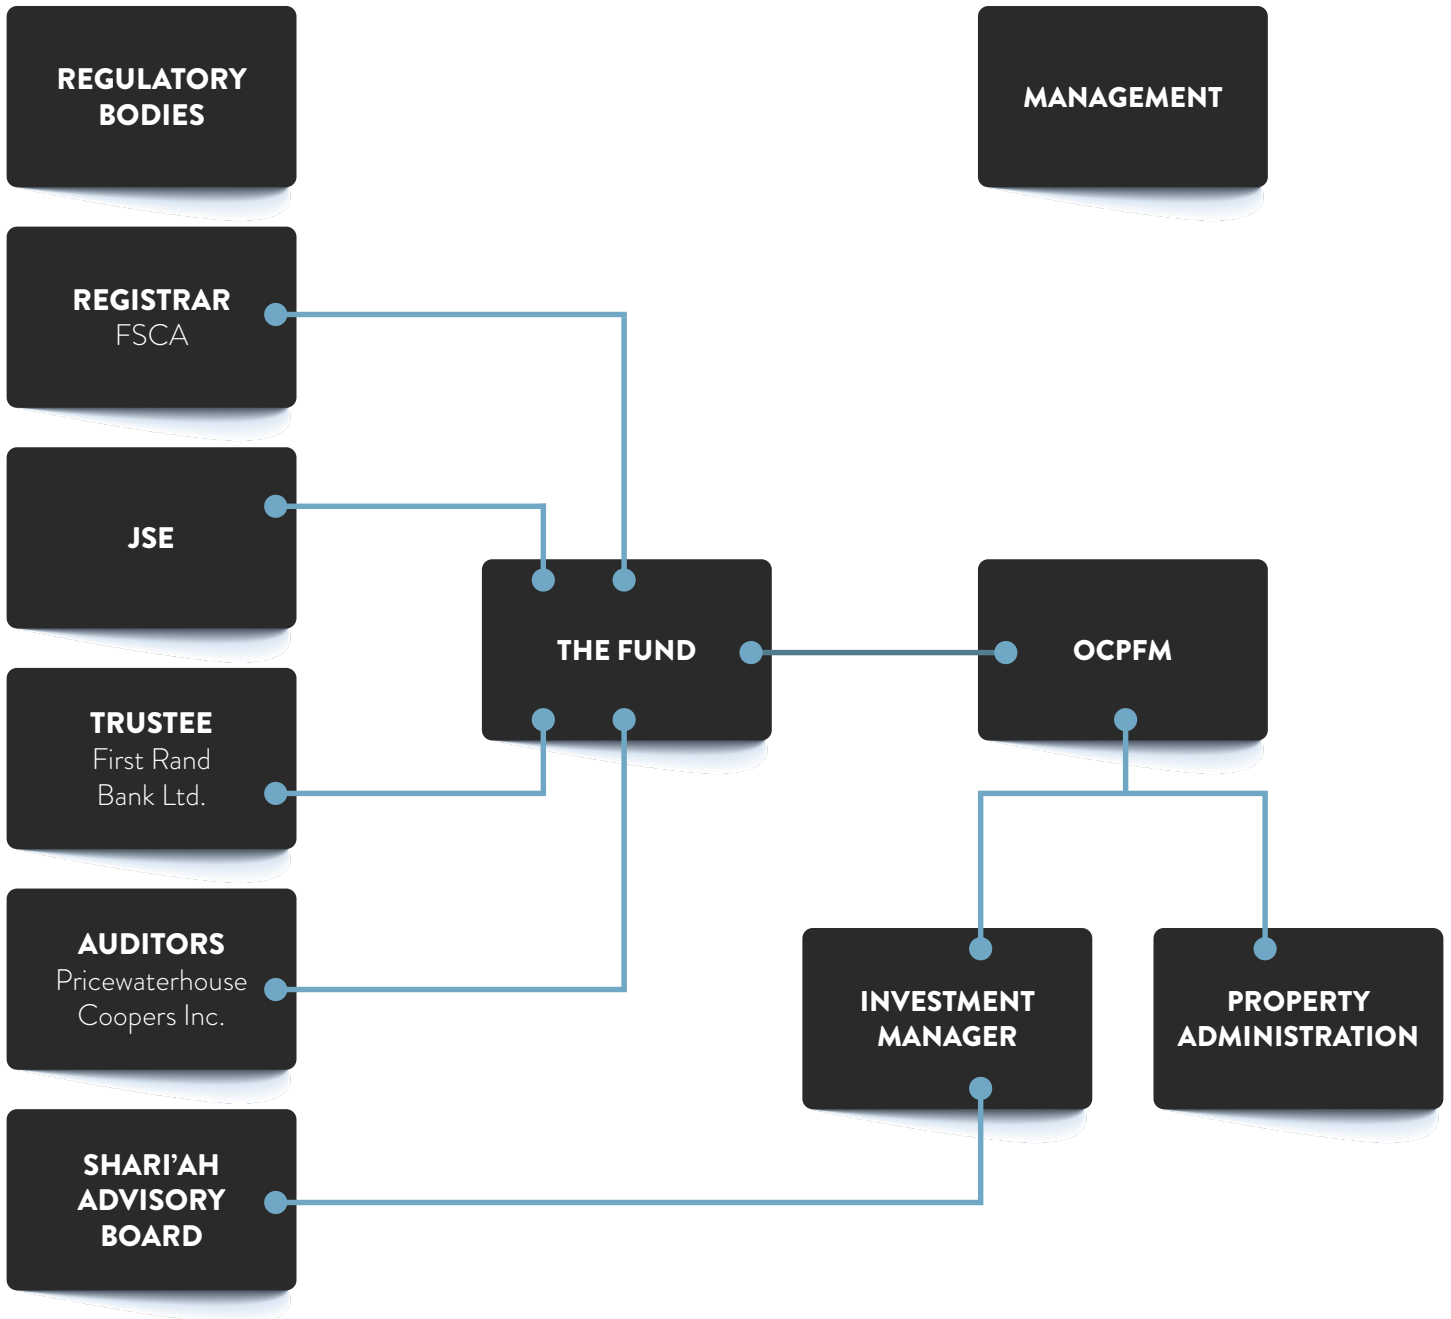 REGULATORY
BODIES
MANAGEMENT
REGISTRAR
FSCA
JSE
THE FUND
OCPFM
TRUSTEE
First Rand
Bank Ltd.
AUDITORS
Pricewaterhouse
Coopers Inc.
INVESTMENT
MANAGER
PROPERTY
ADMINISTRATION
SHARI’AH
ADVISORY
BOARD